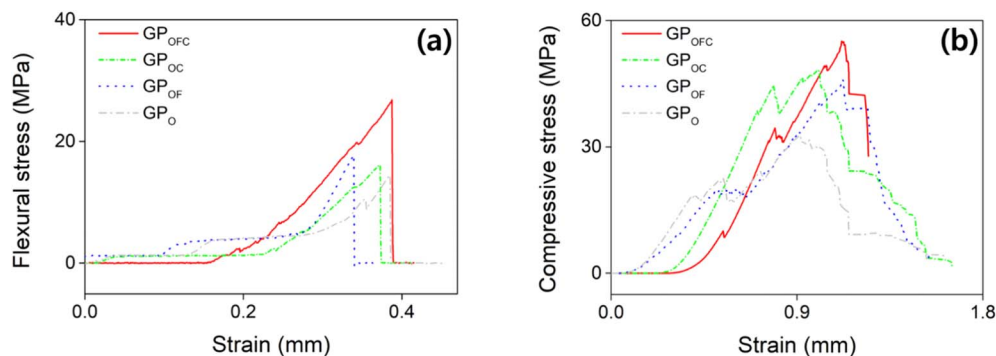 (a)
Flexural stress (MPa)
40
20
0
GP_OFC
GP_OC
GP_OF
GP_O
0.0 0.2 0.4
Strain (mm)
(b)
Compressive stress (MPa)
60
30
0
GP_OFC
GP_OC
GP_OF
GP_O
0.0 0.9 1.8
Strain (mm)